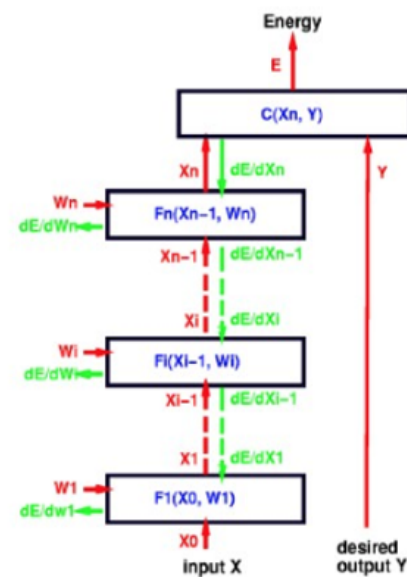 Energy
E
C(Xn, Y)
Xn dE/dXn Y
Wn
Fn(Xn-1, Wn)
dE/dWn
Xn-1 dE/dXn-1
Xi dE/dXi
Wi
Fi(Xi-1, Wi)
dE/dWi
Xi-1 dE/dXi-1
X1 dE/dX1
W1
F1(X0, W1)
dE/dw1
X0
input X
desired
output Y